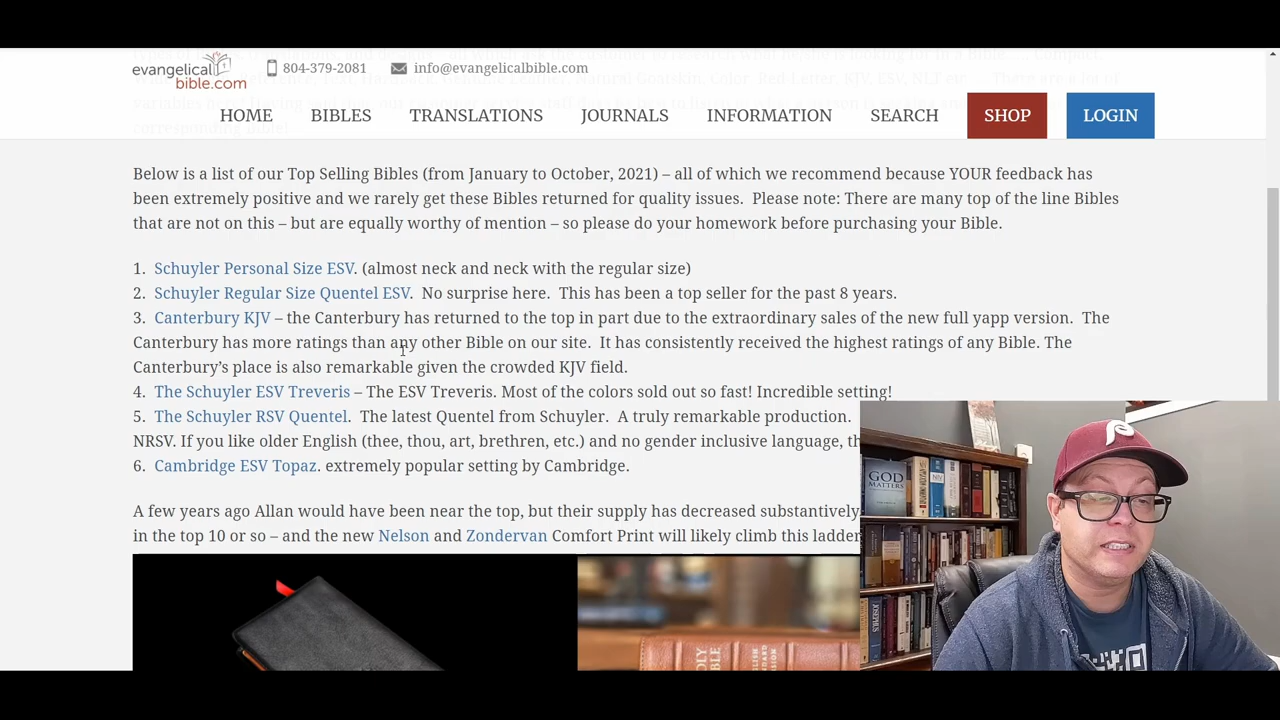 evangelical
bible.com
804-379-2081
info@evangelicalbible.com
HOME BIBLES TRANSLATIONS JOURNALS INFORMATION SEARCH SHOP LOGIN
Below is a list of our Top Selling Bibles (from January to October, 2021) – all of which we recommend because YOUR feedback has
been extremely positive and we rarely get these Bibles returned for quality issues. Please note: There are many top of the line Bibles
that are not on this – but are equally worthy of mention – so please do your homework before purchasing your Bible.
1. Schuyler Personal Size ESV. (almost neck and neck with the regular size)
2. Schuyler Regular Size Quentel ESV. No surprise here. This has been a top seller for the past 8 years.
3. Canterbury KJV – the Canterbury has returned to the top in part due to the extraordinary sales of the new full yapp version. The
Canterbury has more ratings than any other Bible on our site. It has consistently received the highest ratings of any Bible. The
Canterbury's place is also remarkable given the crowded KJV field.
4. The Schuyler ESV Treveris – The ESV Treveris. Most of the colors sold out so fast! Incredible setting!
5. The Schuyler RSV Quentel. The latest Quentel from Schuyler. A truly remarkable production.
NRSV. If you like older English (thee, thou, art, brethren, etc.) and no gender inclusive language, th
6. Cambridge ESV Topaz. extremely popular setting by Cambridge.
A few years ago Allan would have been near the top, but their supply has decreased substantively
in the top 10 or so – and the new Nelson and Zondervan Comfort Print will likely climb this ladder
HOLY
BIBLE
ENGLISH
STANDARD
VERSION
GOD
MATTERS
NIV
JOSEPHUS
P